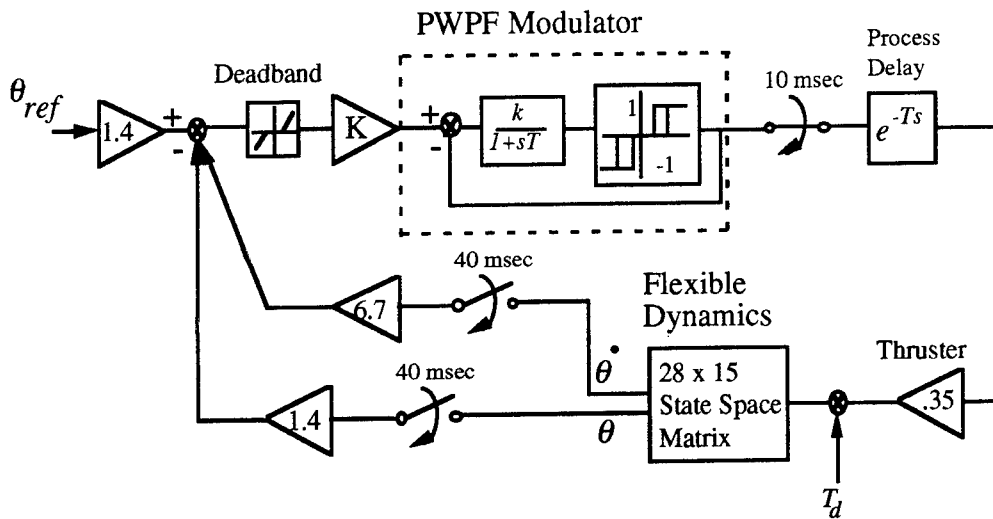 PWPF Modulator
Process
Delay
Deadband
10 msec
θref
1.4
+
-
K
+
-
k
1+sT
1
-1
e-Ts
40 msec
6.7
Flexible
Dynamics
Thruster
40 msec
θ̇
28 x 15
State Space
Matrix
.35
1.4
θ
Td